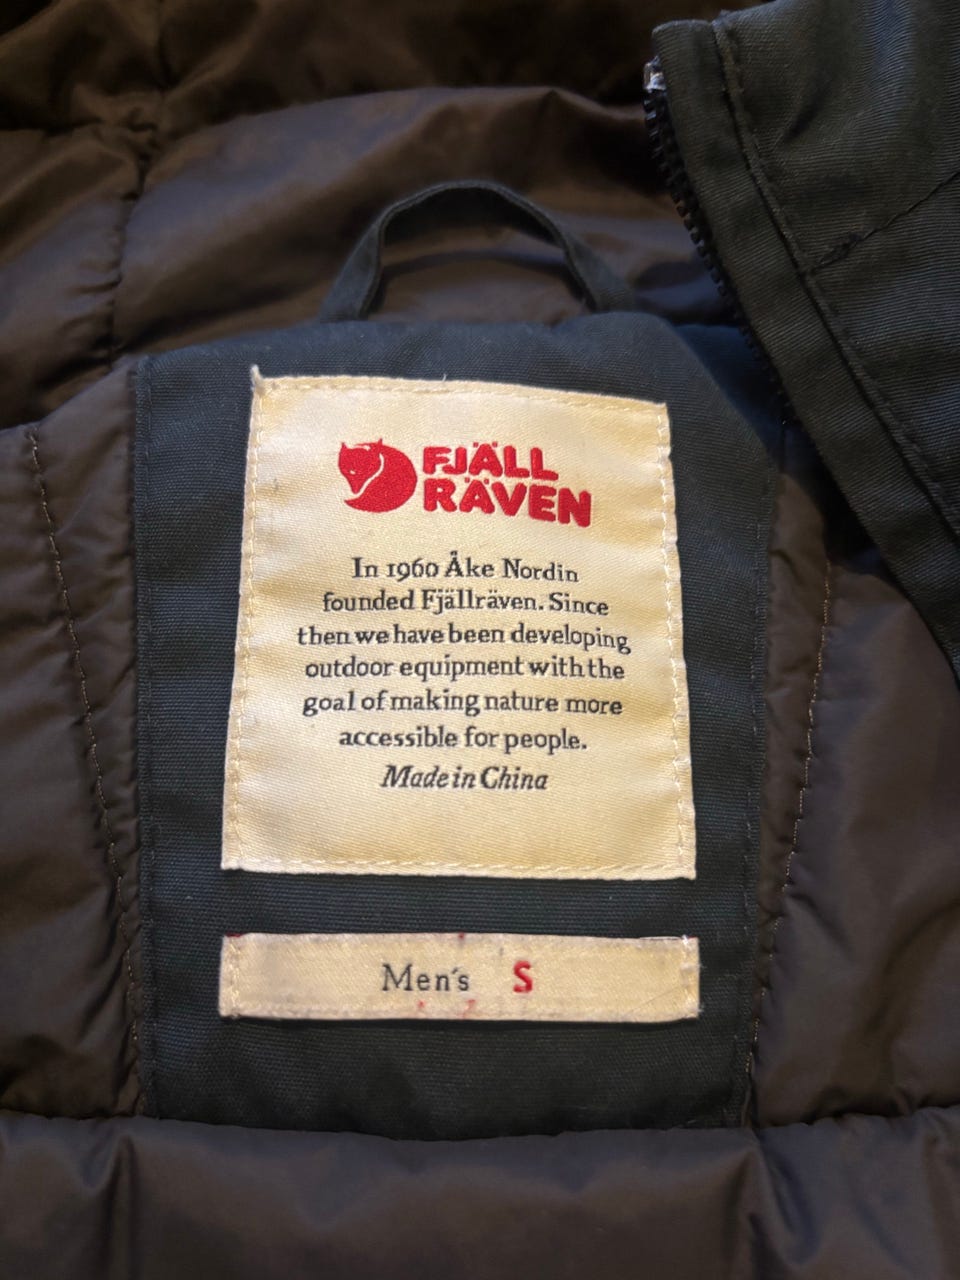 FJÄLL
RÄVEN
In 1960 Åke Nordin
founded Fjällräven. Since
then we have been developing
outdoor equipment with the
goal of making nature more
accessible for people.
Made in China
Men's S